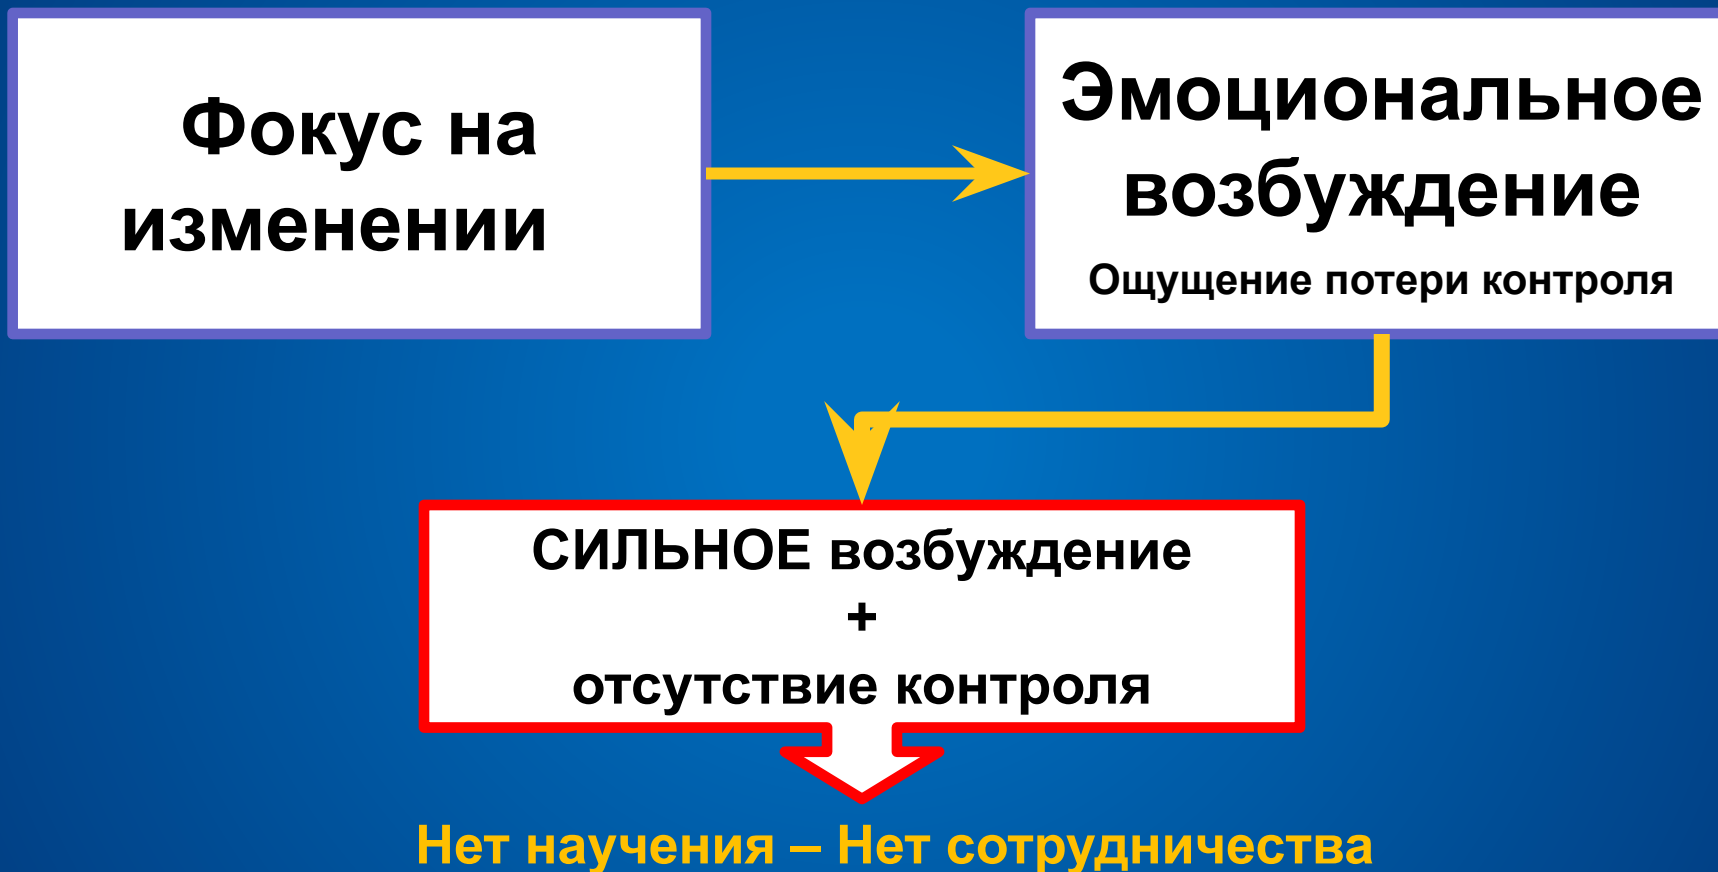 Фокус на
изменении
Эмоциональное
возбуждение
Ощущение потери контроля
СИЛЬНОЕ возбуждение
+
отсутствие контроля
Нет научения – Нет сотрудничества